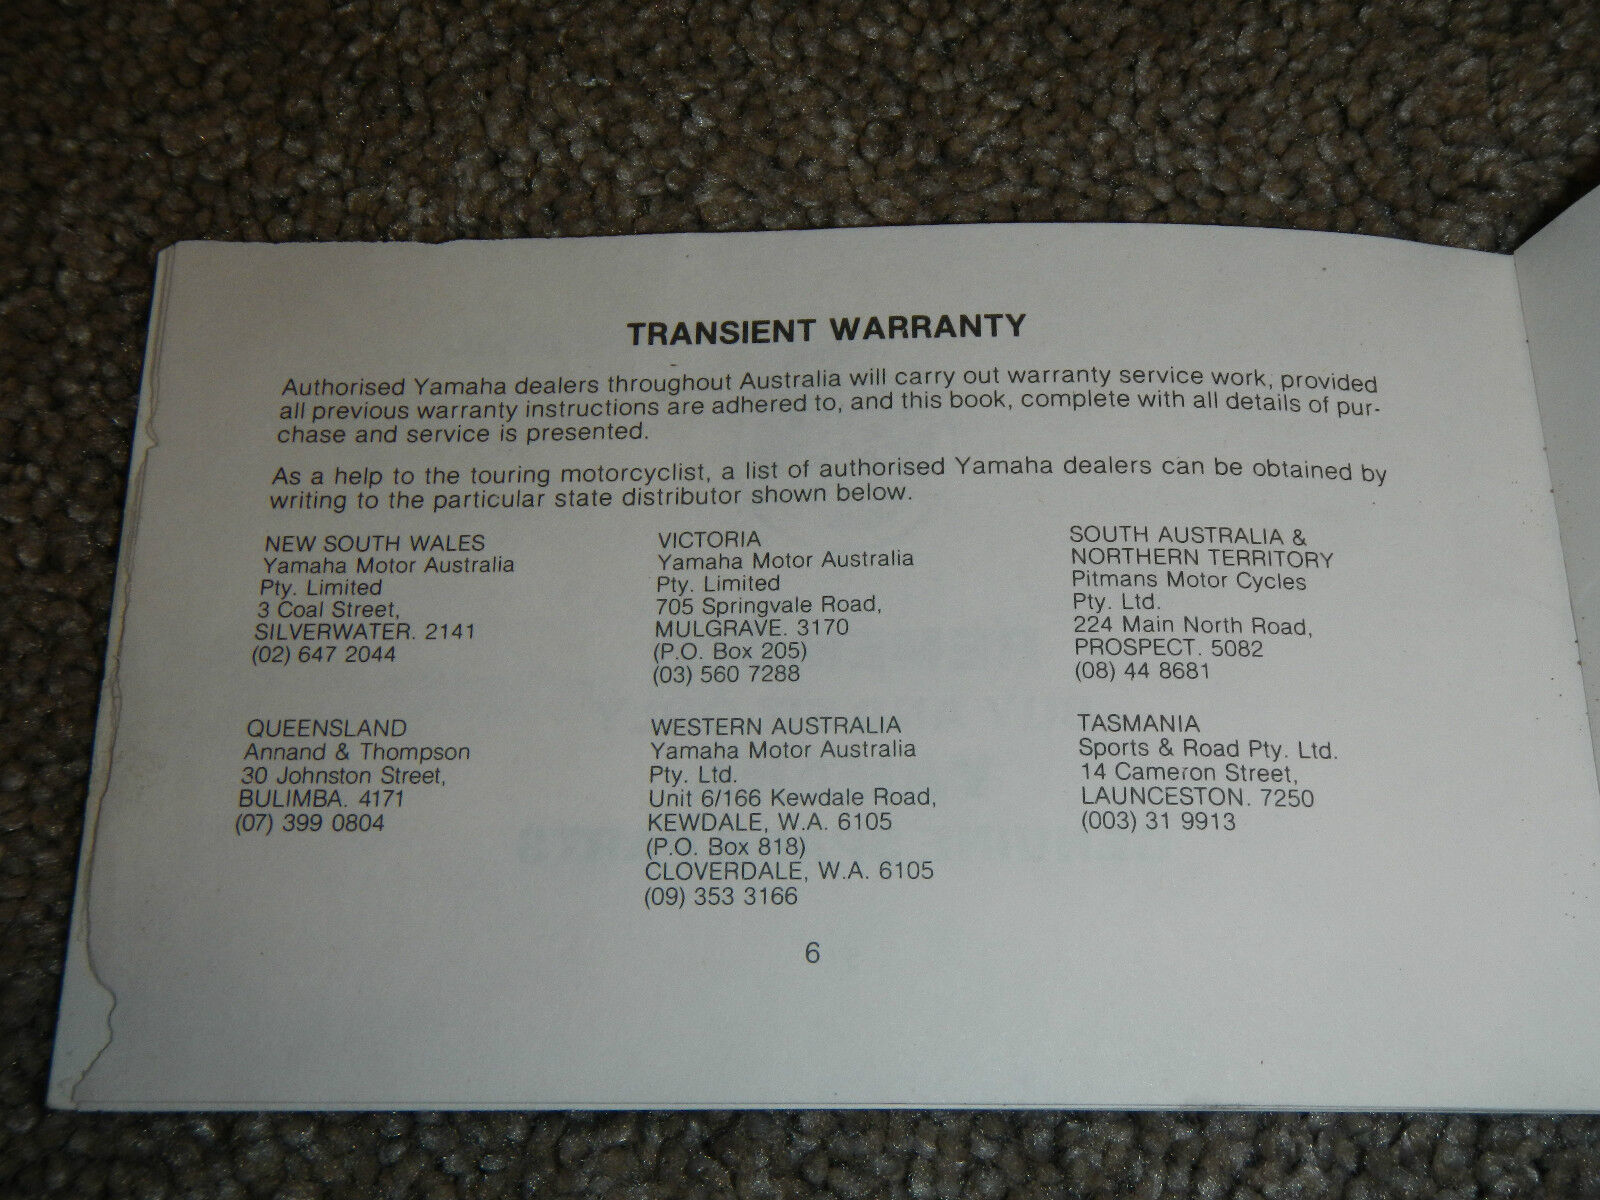 TRANSIENT WARRANTY
Authorised Yamaha dealers throughout Australia will carry out warranty service work, provided
all previous warranty instructions are adhered to, and this book, complete with all details of pur-
chase and service is presented.
As a help to the touring motorcyclist, a list of authorised Yamaha dealers can be obtained by
writing to the particular state distributor shown below.
NEW SOUTH WALES
Yamaha Motor Australia
Pty. Limited
3 Coal Street,
SILVERWATER. 2141
(02) 647 2044
VICTORIA
Yamaha Motor Australia
Pty. Limited
705 Springvale Road,
MULGRAVE. 3170
(P.O. Box 205)
(03) 560 7288
SOUTH AUSTRALIA &
NORTHERN TERRITORY
Pitmans Motor Cycles
Pty. Ltd.
224 Main North Road,
PROSPECT. 5082
(08) 44 8681
QUEENSLAND
Annand & Thompson
30 Johnston Street,
BULIMBA. 4171
(07) 399 0804
WESTERN AUSTRALIA
Yamaha Motor Australia
Pty. Ltd.
Unit 6/166 Kewdale Road,
KEWDALE, W.A. 6105
(P.O. Box 818)
CLOVERDALE, W.A. 6105
(09) 353 3166
TASMANIA
Sports & Road Pty. Ltd.
14 Cameron Street,
LAUNCESTON. 7250
(003) 31 9913
6